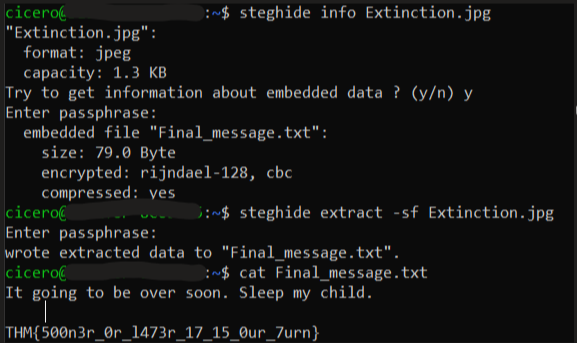 cicero@ :~$ steghide info Extinction.jpg
"Extinction.jpg":
format: jpeg
capacity: 1.3 KB
Try to get information about embedded data ? (y/n) y
Enter passphrase:
embedded file "Final_message.txt":
size: 79.0 Byte
encrypted: rijndael-128, cbc
compressed: yes
cicero@ :~$ steghide extract -sf Extinction.jpg
Enter passphrase:
wrote extracted data to "Final_message.txt".
cicero@ :~$ cat Final_message.txt
It going to be over soon. Sleep my child.
THM{500n3r_0r_l473r_17_15_0ur_7urn}